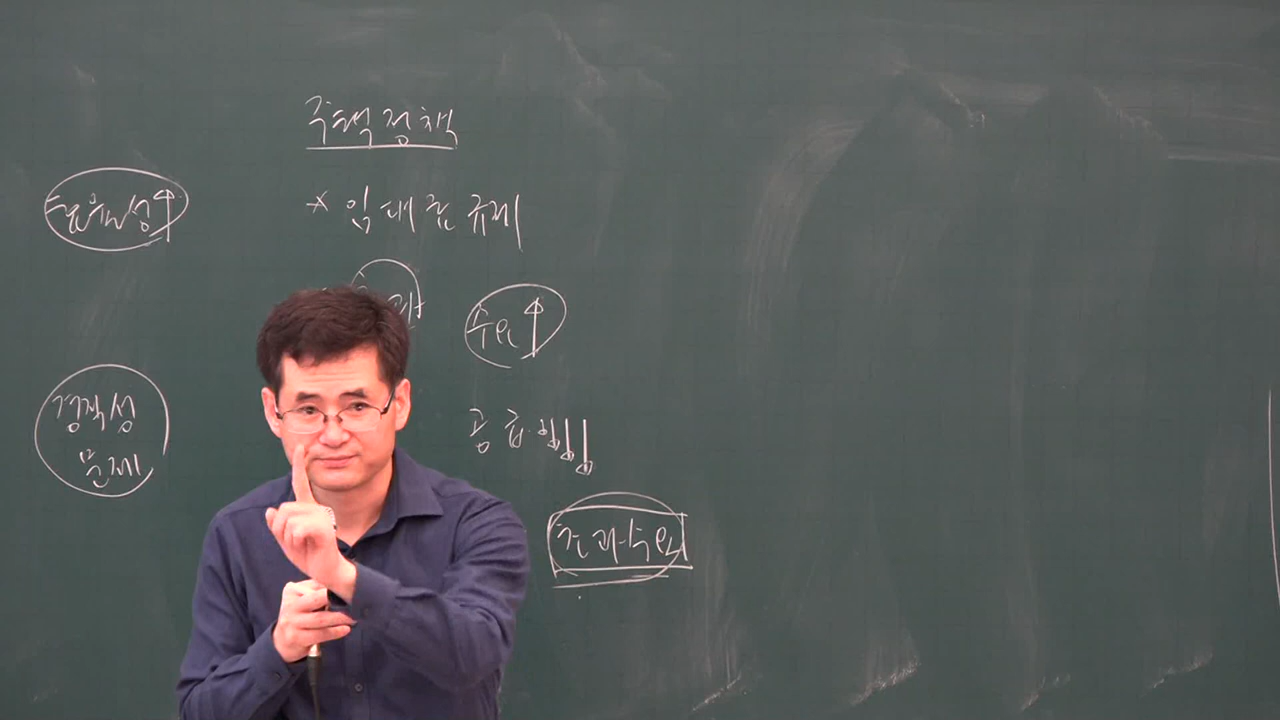 주택정책
효율성↑
* 임대료 규제
수요↑
경직성
문제
공급량↓↓↓
초과수요